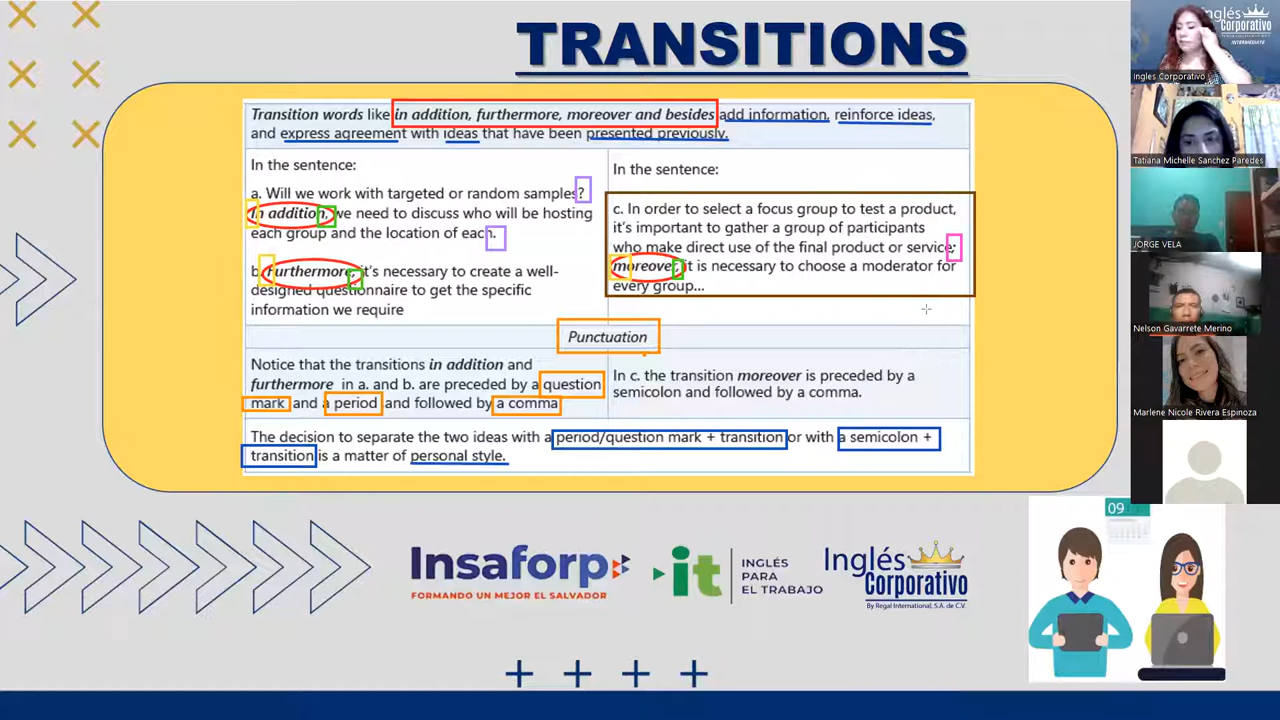 TRANSITIONS
Transition words like in addition, furthermore, moreover and besides add information, reinforce ideas,
and express agreement with ideas that have been presented previously.
In the sentence:
a. Will we work with targeted or random samples?
In addition, we need to discuss who will be hosting
each group and the location of each.
b. Furthermore, it's necessary to create a well-
designed questionnaire to get the specific
information we require
In the sentence:
c. In order to select a focus group to test a product,
it's important to gather a group of participants
who make direct use of the final product or service;
moreover, it is necessary to choose a moderator for
every group...
Punctuation
Notice that the transitions in addition and
furthermore in a. and b. are preceded by a question
mark and a period and followed by a comma
In c. the transition moreover is preceded by a
semicolon and followed by a comma.
The decision to separate the two ideas with a period/question mark + transition or with a semicolon +
transition is a matter of personal style.
Insaforp
FORMANDO UN MEJOR EL SALVADOR
it
INGLÉS
PARA
EL TRABAJO
Inglés
Corporativo
By Regal International, S.A. de C.V.
09
Inglés
Corporativo
INTERMEDIATE
Ingles Corporativo
Tatiana Michelle Sanchez Paredes
JORGE VELA
Nelson Gavarrete Merino
Marlene Nicole Rivera Espinoza